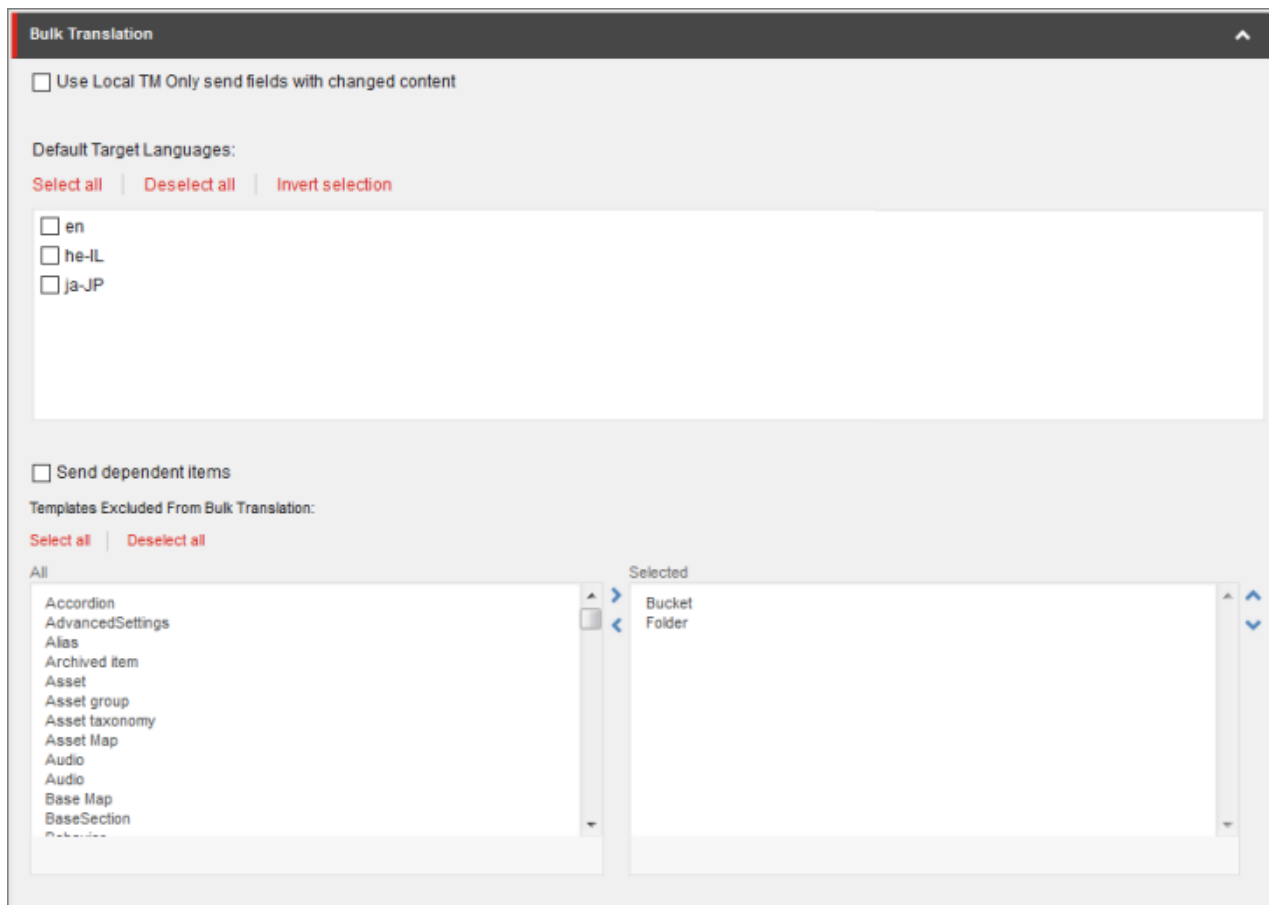 Bulk Translation
Use Local TM Only send fields with changed content
Default Target Languages:
Select all Deselect all Invert selection
en
he-IL
ja-JP
Send dependent items
Templates Excluded From Bulk Translation:
Select all Deselect all
All Selected
Accordion
AdvancedSettings
Alias
Archived item
Asset
Asset group
Asset taxonomy
Asset Map
Audio
Audio
Base Map
BaseSection
Bucket
Folder